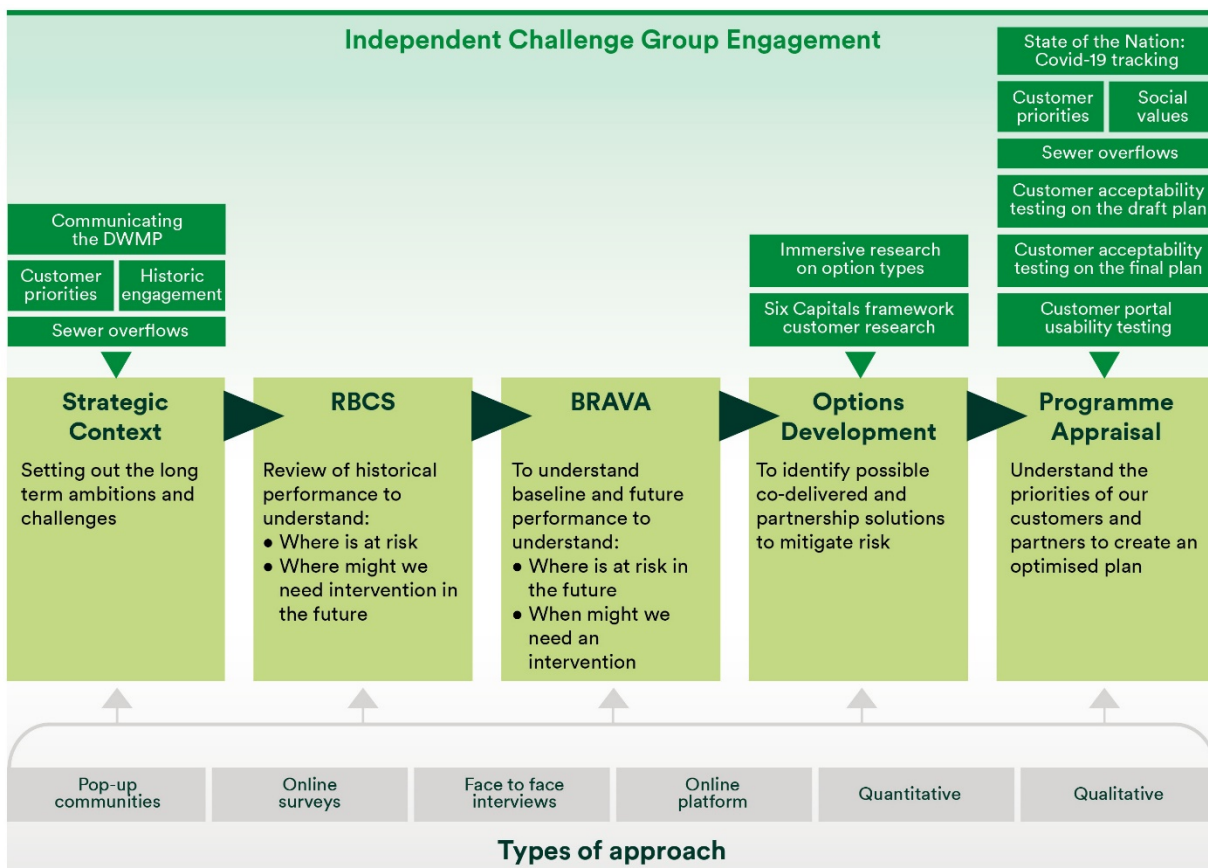 Independent Challenge Group Engagement
State of the Nation:
Covid-19 tracking
Customer
priorities
Social
values
Sewer overflows
Customer acceptability
testing on the draft plan
Customer acceptability
testing on the final plan
Customer portal
usability testing
Communicating
the DWMP
Customer
priorities
Historic
engagement
Sewer overflows
Immersive research
on option types
Six Capitals framework
customer research
Strategic
Context
Setting out the long
term ambitions and
challenges
RBCS
Review of historical
performance to
understand:
● Where is at risk
● Where might we
need intervention in
the future
BRAVA
To understand
baseline and future
performance to
understand:
● Where is at risk in
the future
● When might we
need an
intervention
Options
Development
To identify possible
co-delivered and
partnership solutions
to mitigate risk
Programme
Appraisal
Understand the
priorities of our
customers and
partners to create an
optimised plan
Pop-up
communities
Online
surveys
Face to face
interviews
Online
platform
Quantitative
Qualitative
Types of approach